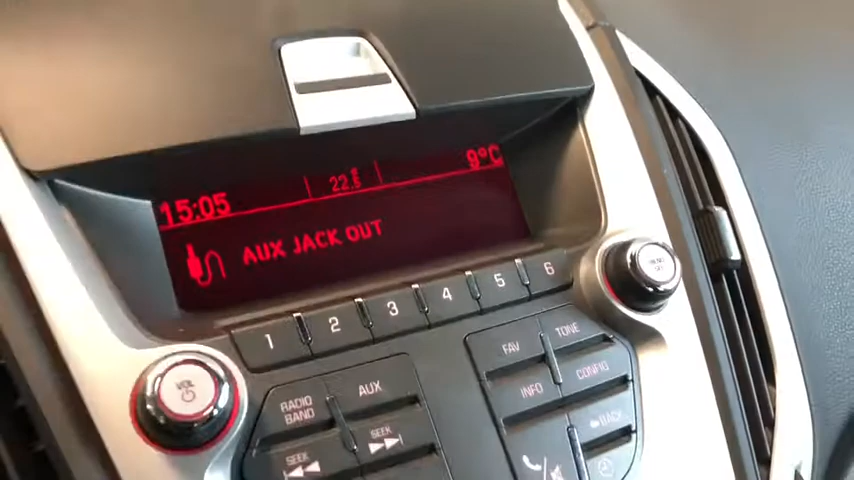 15:05 22.5° 9°C
AUX JACK OUT
1 2 3 4 5 6
VOL
RADIO BAND
AUX
SEEK
SEEK
FAV
TONE
INFO
CONFIG
BACK